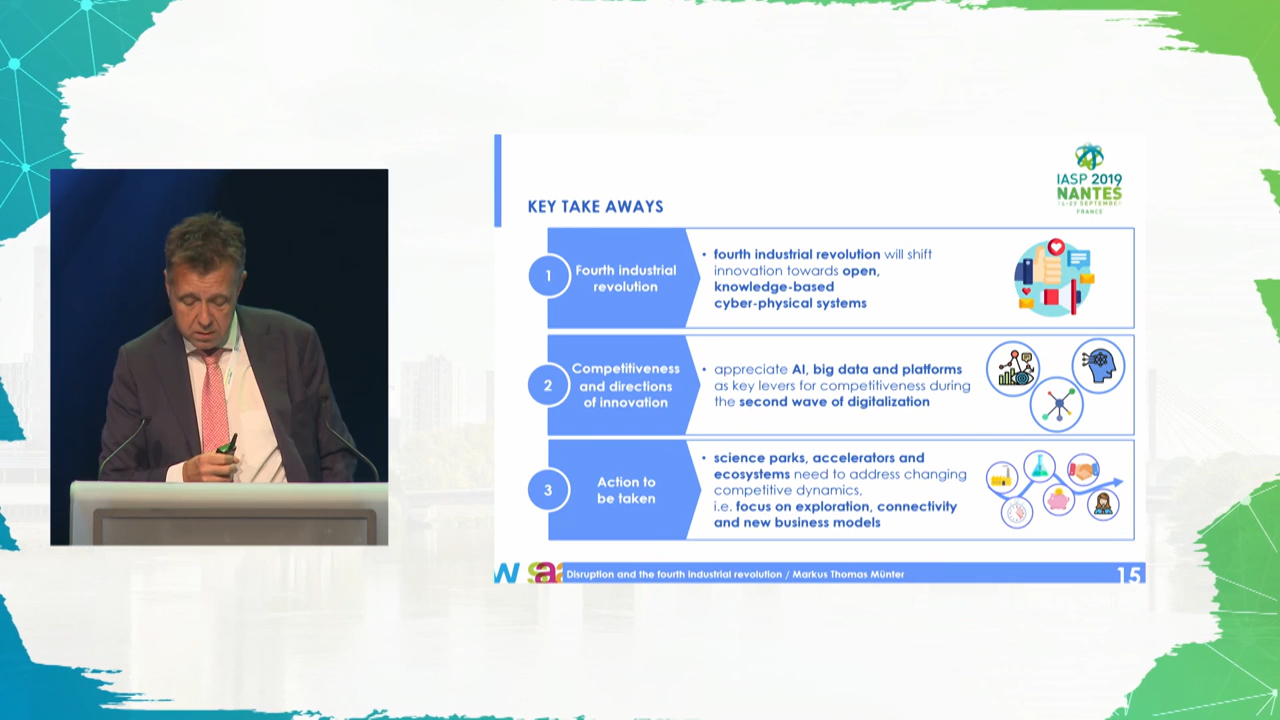 IASP 2019
NANTES
FRANCE
KEY TAKE AWAYS
1
Fourth industrial
revolution
• fourth industrial revolution will shift
innovation towards open,
knowledge-based
cyber-physical systems
2
Competitiveness
and directions
of innovation
• appreciate AI, big data and platforms
as key levers for competitiveness during
the second wave of digitalization
3
Action to
be taken
• science parks, accelerators and
ecosystems need to address changing
competitive dynamics,
i.e. focus on exploration, connectivity
and new business models
Disruption and the fourth industrial revolution / Markus Thomas Münter
15